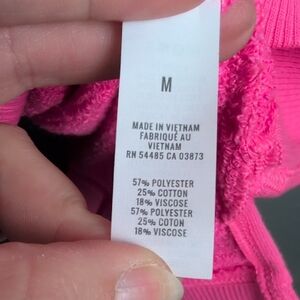 M
MADE IN VIETNAM
FABRIQUÉ AU
VIETNAM
RN 54485 CA 03873
57% POLYESTER
25% COTTON
18% VISCOSE
57% POLYESTER
25% COTON
18% VISCOSE